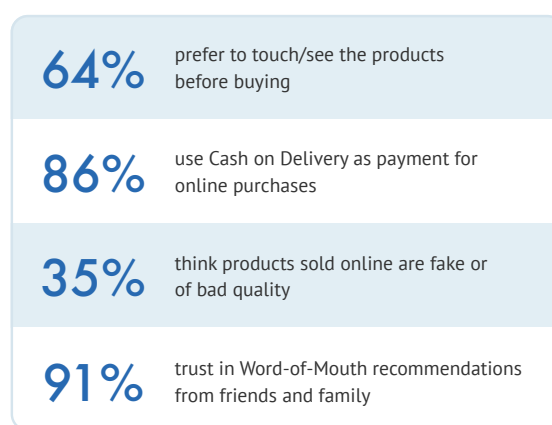 64%
prefer to touch/see the products
before buying
86%
use Cash on Delivery as payment for
online purchases
35%
think products sold online are fake or
of bad quality
91%
trust in Word-of-Mouth recommendations
from friends and family